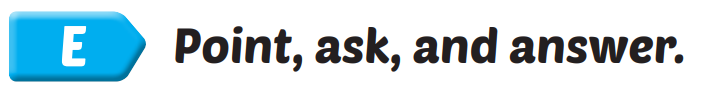 E Point, ask, and answer.